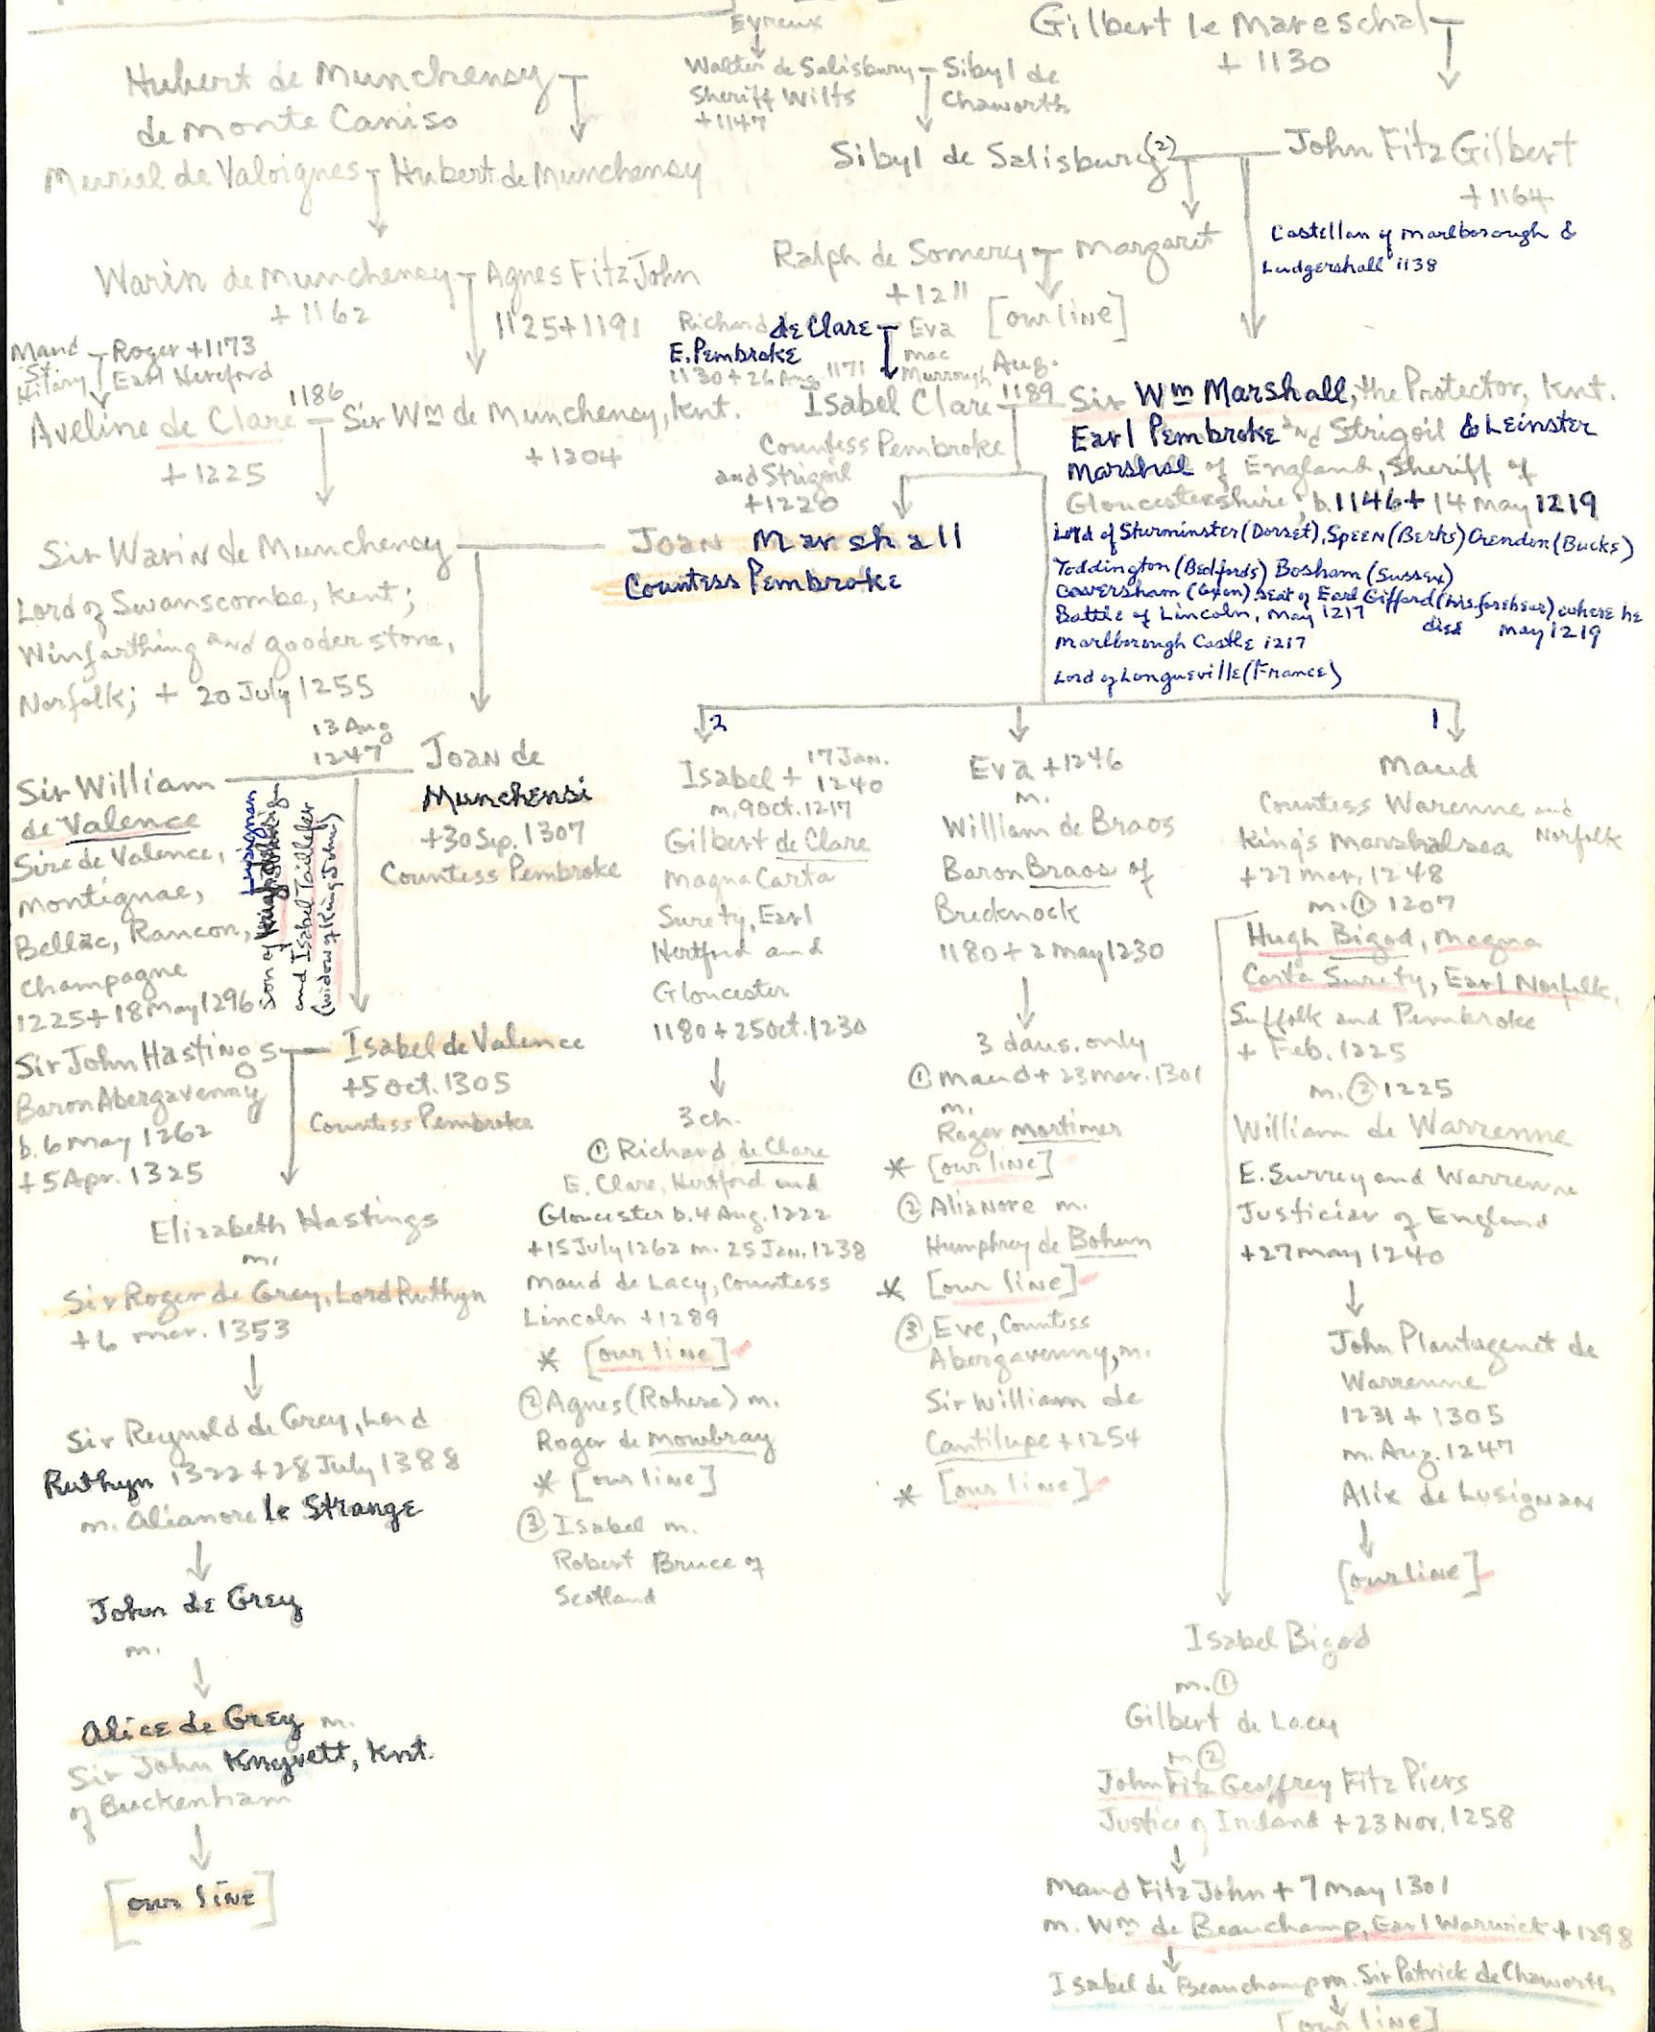 Evreux
Gilbert le Mareschal
+ 1130
Hubert de Munchensy
de Monte Caniso
Walter de Salisbury
Sheriff Wilts
+1147
Sibyl de
Chaworth
Muriel de Valoignes
Hubert de Munchensy
Sibyl de Salisbury (2)
John Fitz Gilbert
+1164
Castellan of Marlborough &
Ludgershall 1138
Warin de Munchensy
+ 1162
Agnes Fitz John
1125+1191
Ralph de Somery
+1211
Margaret
[our line]
Richard de Clare
E. Pembroke
1130+26 Aug. 1171
Eva
Mac
Murrough
Maud
St.
Hilary
Roger +1173
Earl Hereford
Aveline de Clare
+1225
1186
Sir Wm de Munchensy, Knt.
+1204
Isabel Clare
Countess Pembroke
and Strigoil
+1220
Aug.
1189
Sir Wm Marshall, the Protector, Knt.
Earl Pembroke and Strigoil & Leinster
Marshal of England, Sheriff of
Gloucestershire; b. 1146+ 14 May 1219
Lord of Sturminster (Dorset), Speen (Berks) Crendon (Bucks)
Toddington (Bedfords) Bosham (Sussex)
Caversham (Oxon) seat of Earl Gifford (his forebear) where he
died May 1219
Battle of Lincoln, May 1217
Marlborough Castle 1217
Lord of Longueville (France)
Sir Warin de Munchensy
Lord of Swanscombe, Kent;
Winfarthing and gooderstone,
Norfolk; + 20 July 1255
Joan Marshall
Countess Pembroke
13 Aug
1247
Sir William
de Valence
Sire de Valence,
Montignac,
Bellac, Rancon,
Champagne
1225+18 May 1296
son of Hugh de Lusignan
and Isabel Taillefer
(widow of King John)
Joan de
Munchensi
+30 Sep. 1307
Countess Pembroke
Sir John Hastings
Baron Abergavenny
b. 6 May 1262
+5 Apr. 1325
Isabel de Valence
+5 Oct. 1305
Countess Pembroke
Elizabeth Hastings
m.
Sir Roger de Grey, Lord Ruthyn
+6 Mar. 1353
Sir Reynold de Grey, Lord
Ruthyn 1322+28 July 1388
m. Alianore le Strange
John de Grey
m.
Alice de Grey m.
Sir John Knyvett, Knt.
of Buckenham
[our line]
2
Isabel + 17 Jan.
1240
m. 9 Oct. 1217
Gilbert de Clare
Magna Carta
Surety, Earl
Hertford and
Gloucester
1180+25 Oct. 1230
3 ch.
① Richard de Clare
E. Clare, Hertford and
Gloucester b. 4 Aug. 1222
+15 July 1262 m. 25 Jan. 1238
Maud de Lacy, Countess
Lincoln +1289
* [our line]
② Agnes (Rohese) m.
Roger de Mowbray
* [our line]
③ Isabel m.
Robert Bruce of
Scotland
Eva +1246
m.
William de Braos
Baron Braos of
Brecknock
1180+2 May 1230
3 daus. only
① Maud + 23 Mar. 1301
m.
Roger Mortimer
* [our line]
② Alianore m.
Humphrey de Bohun
* [our line]
③ Eve, Countess
Abergavenny, m.
Sir William de
Cantilupe +1254
* [our line]
1
Maud
Countess Warenne and
Norfolk
King's Marshalsea
+27 Mar. 1248
m. ① 1207
Hugh Bigod, Magna
Carta Surety, Earl Norfolk,
Suffolk and Pembroke
+ Feb. 1225
m. ② 1225
William de Warrenne
E. Surrey and Warrenne
Justiciar of England
+27 May 1240
John Plantagenet de
Warrenne
1231 + 1305
m. Aug. 1247
Alix de Lusignan
[our line]
Isabel Bigod
m. ①
Gilbert de Lacy
m ②
John Fitz Geoffrey Fitz Piers
Justice of Ireland +23 Nov. 1258
Maud Fitz John + 7 May 1301
m. Wm de Beauchamp, Earl Warwick +1298
Isabel de Beauchamp m. Sir Patrick de Chaworth
[our line]